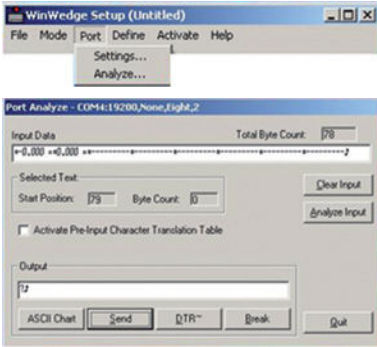 WinWedge Setup (Untitled)
File Mode Port Define Activate Help
Settings...
Analyze...
Port Analyze - COM4:19200,None,Eight,2
Input Data Total Byte Count: 78
Selected Text:
Start Position: 79 Byte Count: 0
Clear Input
Analyze Input
Activate Pre-Input Character Translation Table
Output
?♪
ASCII Chart Send DTR~ Break Quit